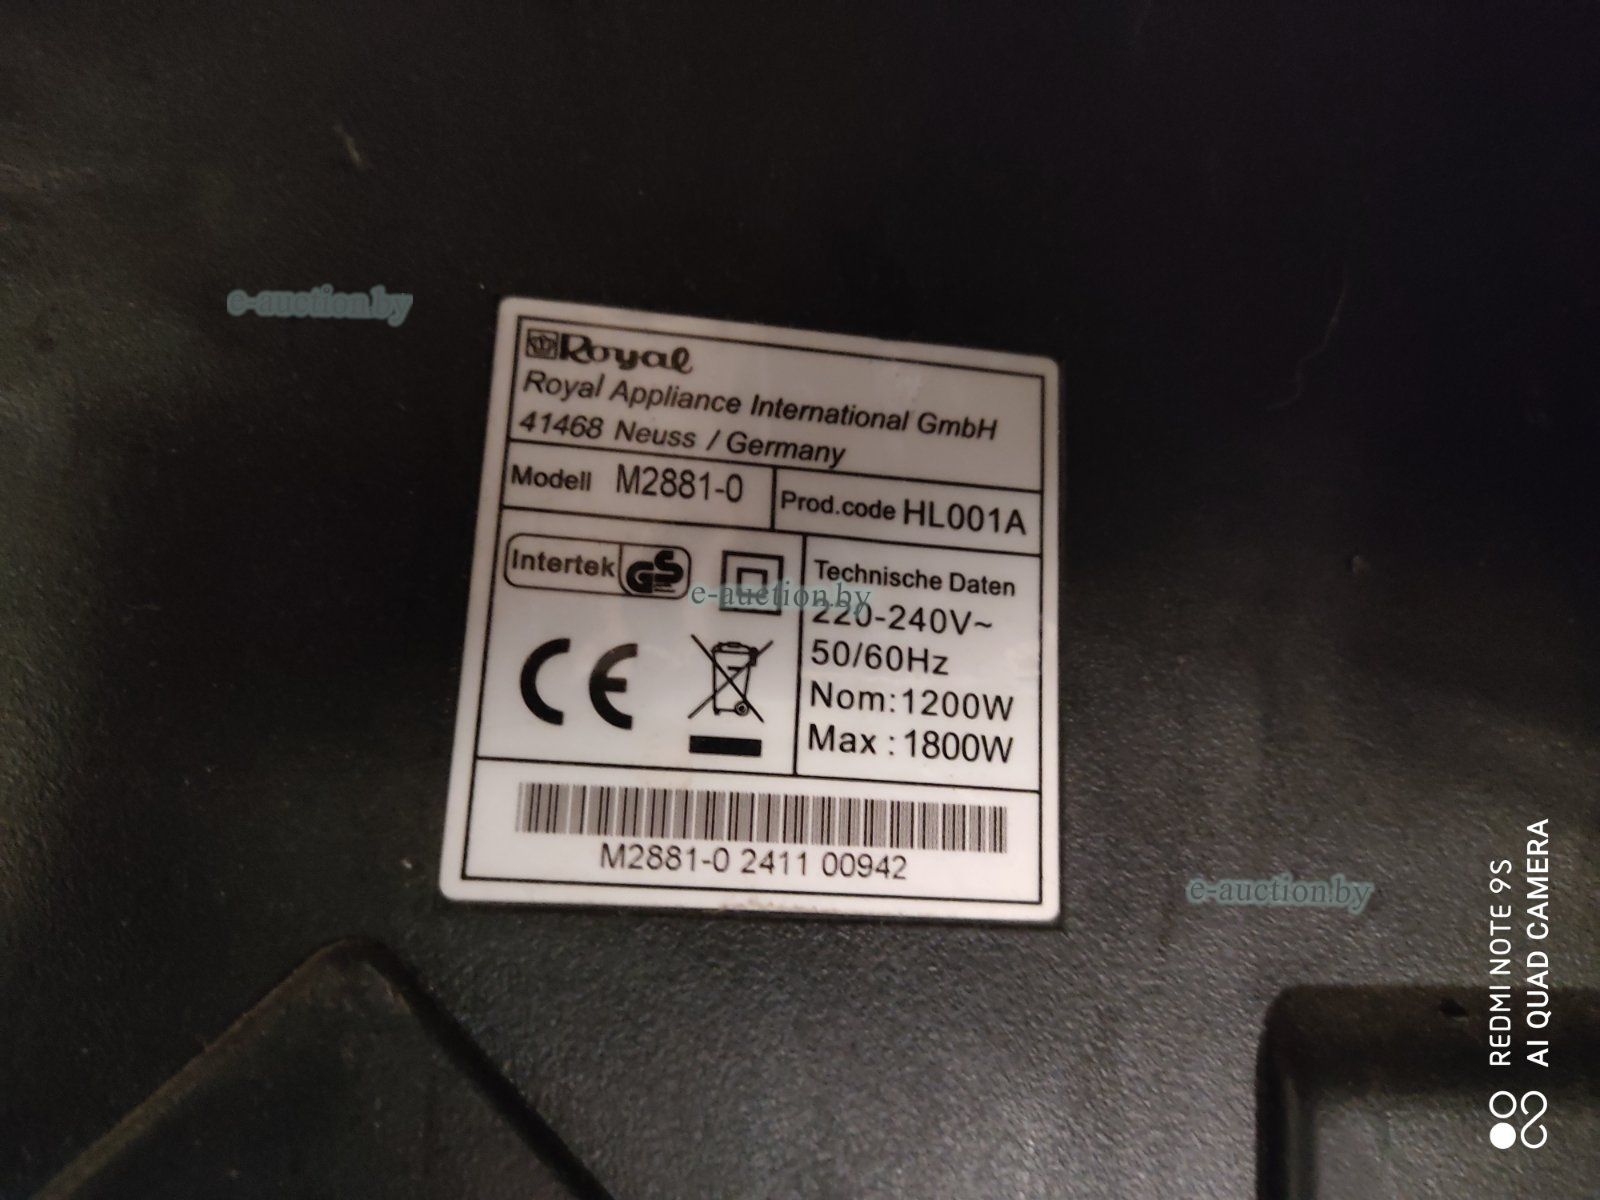 e-auction.by
Royal
Royal Appliance International GmbH
41468 Neuss / Germany
Modell M2881-0
Prod.code HL001A
Intertek GS
e-auction.by
CE
Technische Daten
220-240V~
50/60Hz
Nom:1200W
Max :1800W
M2881-0 2411 00942
e-auction.by
REDMI NOTE 9S
AI QUAD CAMERA